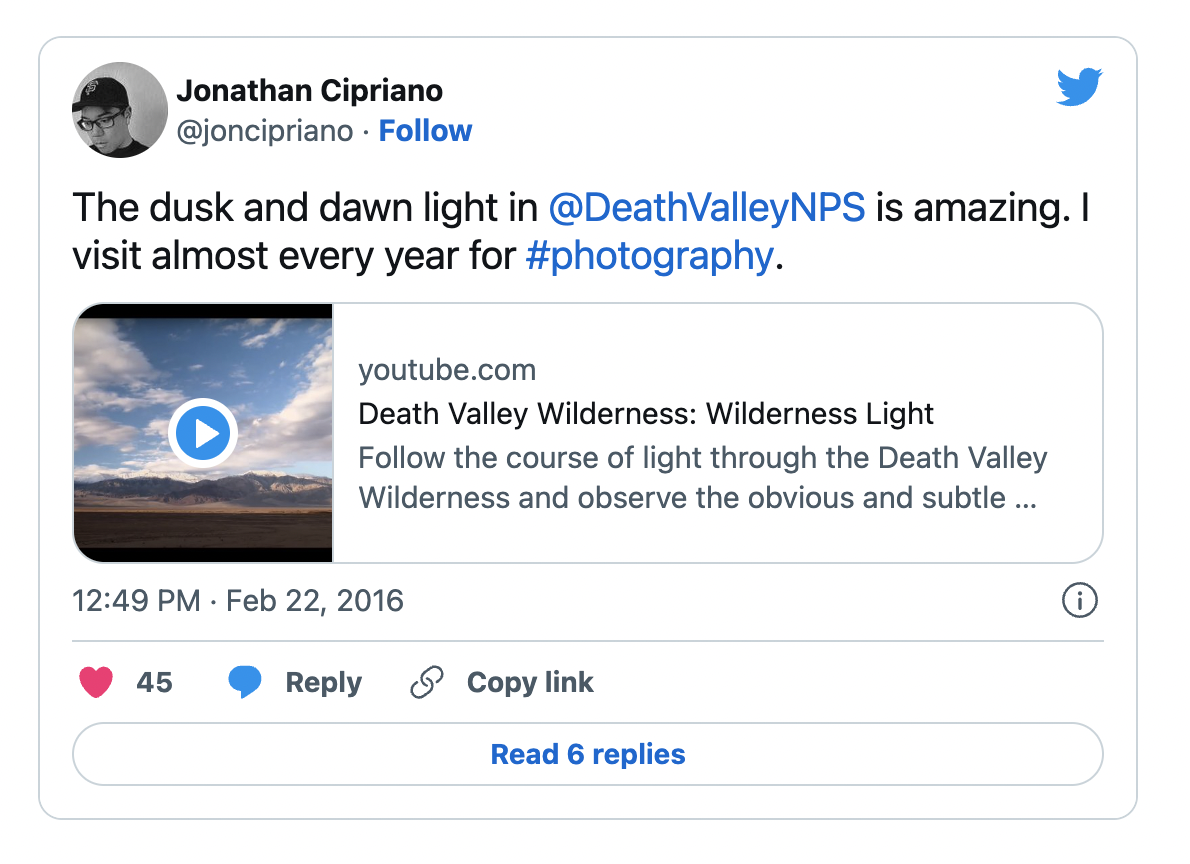 Jonathan Cipriano
@joncipriano · Follow
The dusk and dawn light in @DeathValleyNPS is amazing. I
visit almost every year for #photography.
youtube.com
Death Valley Wilderness: Wilderness Light
Follow the course of light through the Death Valley
Wilderness and observe the obvious and subtle ...
12:49 PM · Feb 22, 2016
45 Reply Copy link
Read 6 replies